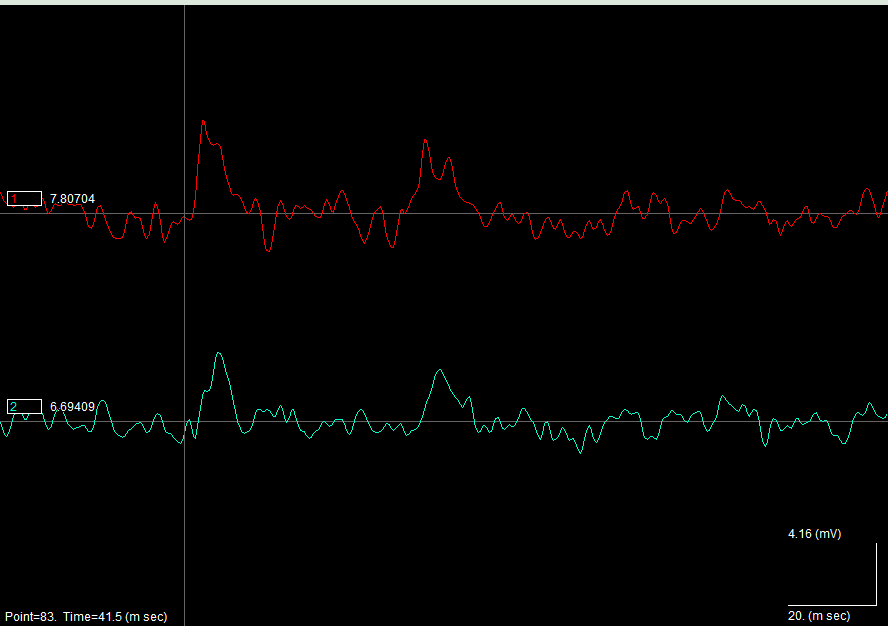 1 7.80704
2 6.69409
4.16 (mV)
20. (m sec)
Point=83. Time=41.5 (m sec)